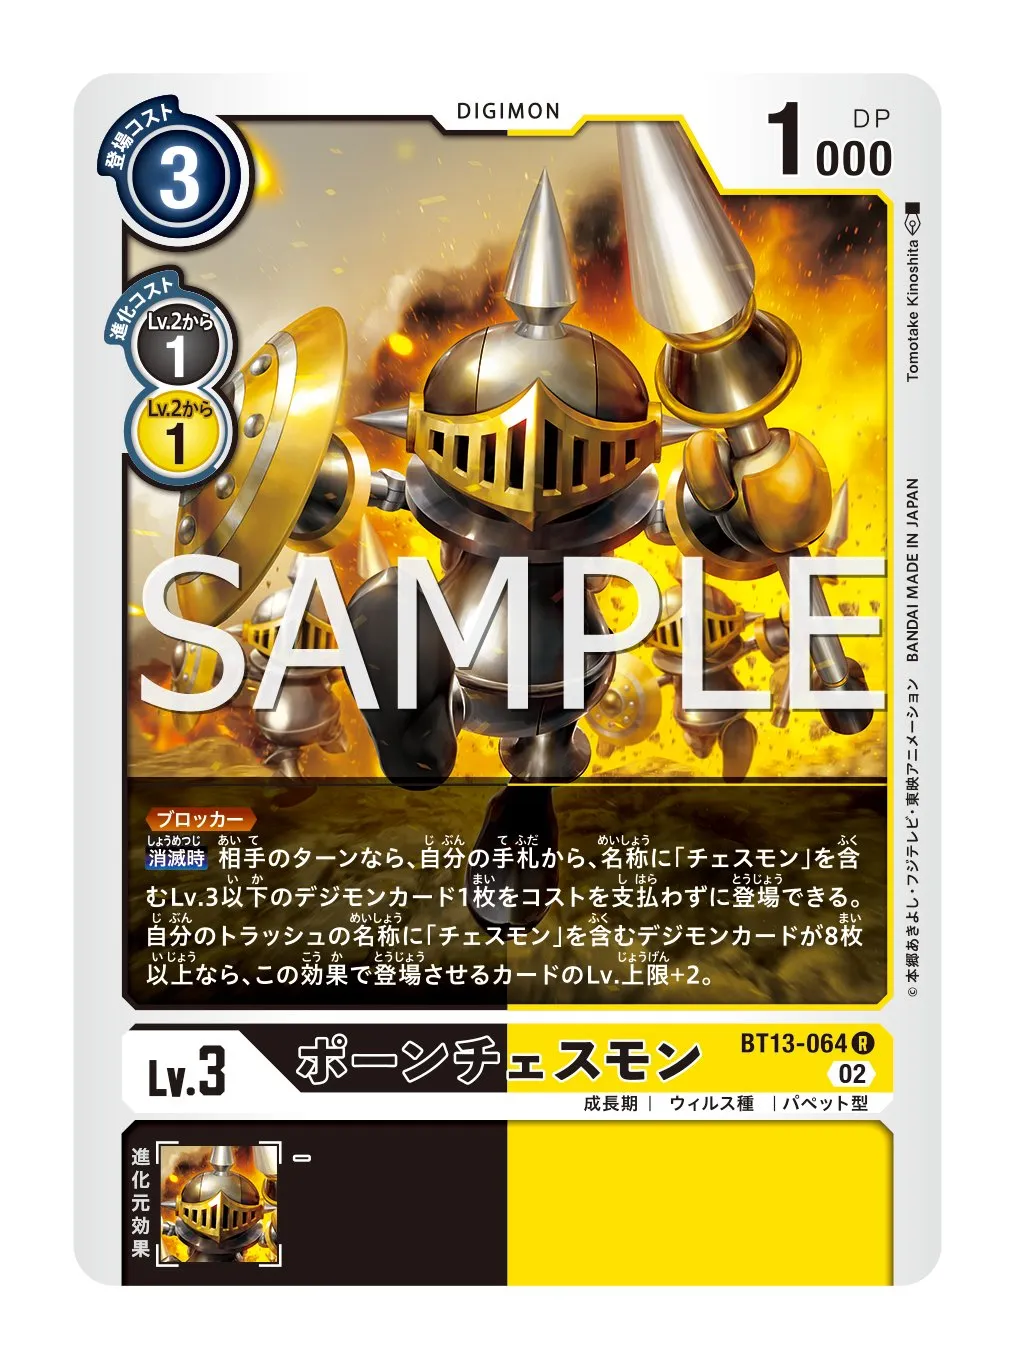 DIGIMON
登場コスト
3
1000
DP
進化コスト
Lv.2から
1
Lv.2から
1
Tomotake Kinoshita
SAMPLE
ブロッカー
消滅時 相手のターンなら、自分の手札から、名称に「チェスモン」を含
むLv.3以下のデジモンカード1枚をコストを支払わずに登場できる。
自分のトラッシュの名称に「チェスモン」を含むデジモンカードが8枚
以上なら、この効果で登場させるカードのLv.上限+2。
©本郷あきよし・フジテレビ・東映アニメーション BANDAI MADE IN JAPAN
Lv.3
ポーンチェスモン
BT13-064 R
02
成長期 | ウィルス種 | パペット型
進化元効果
-